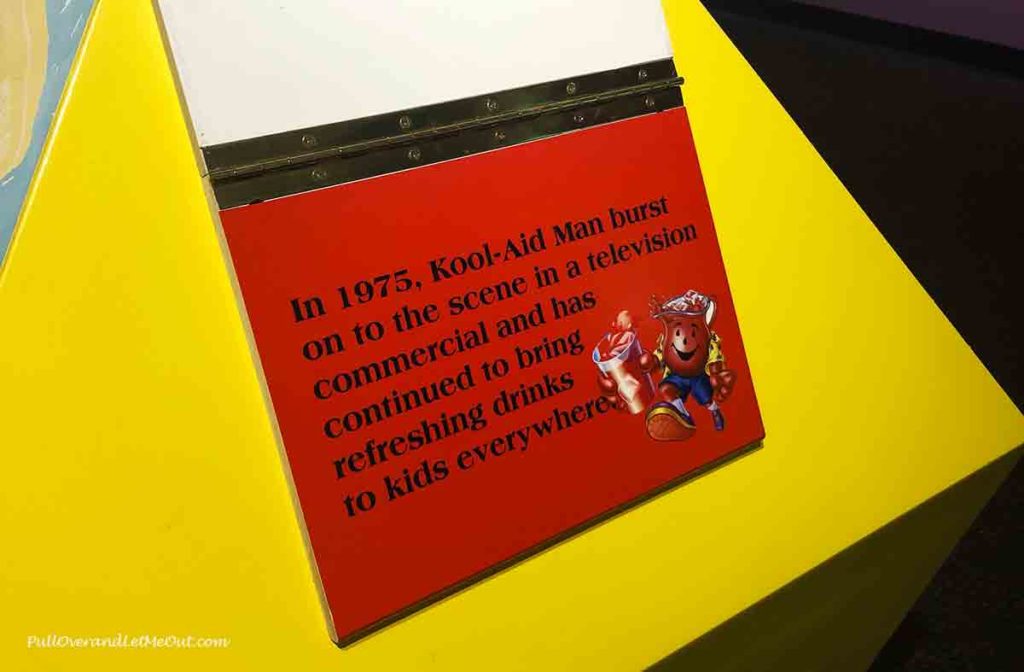 In 1975, Kool-Aid Man burst
on to the scene in a television
commercial and has
continued to bring
refreshing drinks
to kids everywhere.
PullOverandLetMeOut.com